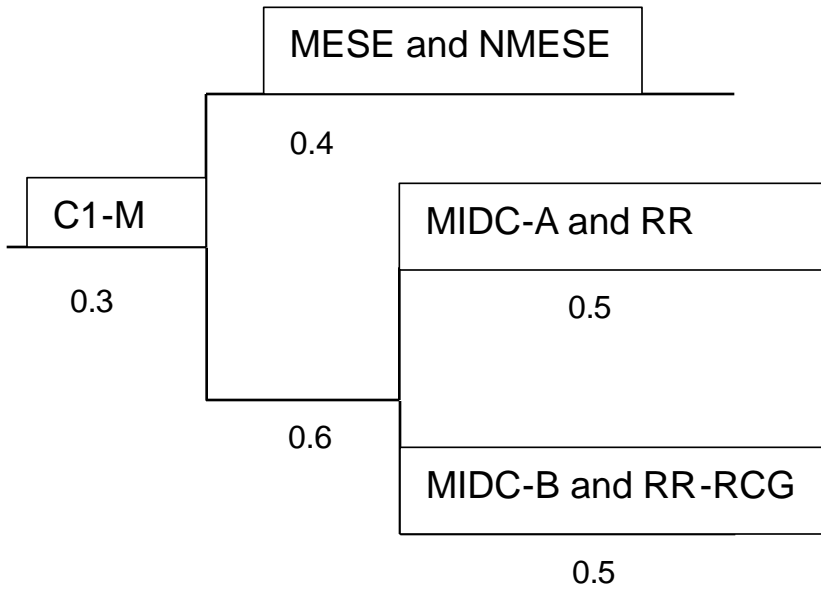 MESE and NMESE
0.4
C1-M
0.3
MIDC-A and RR
0.5
0.6
MIDC-B and RR-RCG
0.5